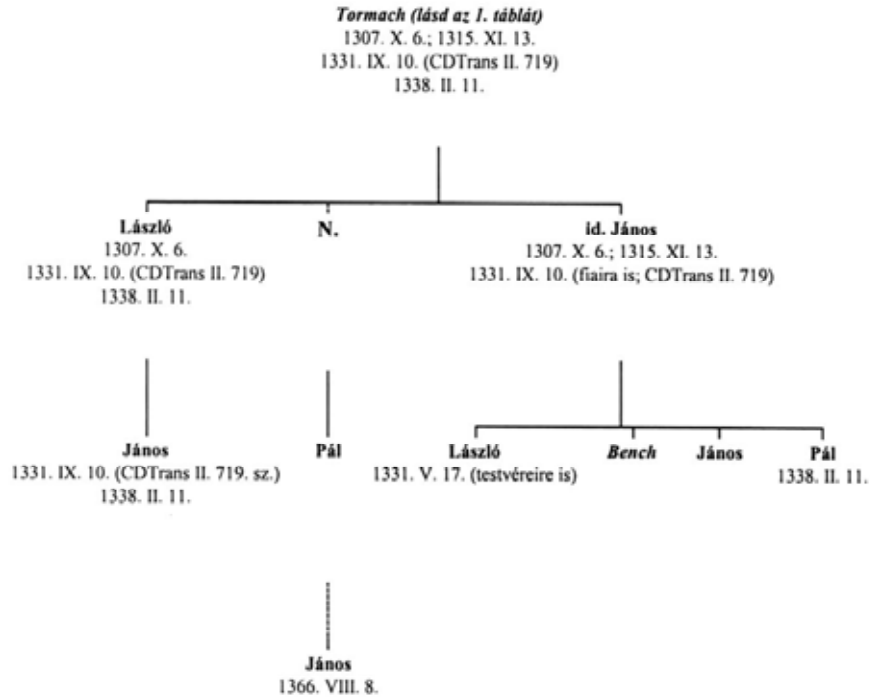 Tormach (lásd az 1. táblát)
1307. X. 6.; 1315. XI. 13.
1331. IX. 10. (CDTrans II. 719)
1338. II. 11.
László
1307. X. 6.
1331. IX. 10. (CDTrans II. 719)
1338. II. 11.
N.
id. János
1307. X. 6.; 1315. XI. 13.
1331. IX. 10. (fiaira is; CDTrans II. 719)
János
1331. IX. 10. (CDTrans II. 719. sz.)
1338. II. 11.
Pál
László
1331. V. 17. (testvéreire is)
Bench
János
Pál
1338. II. 11.
János
1366. VIII. 8.